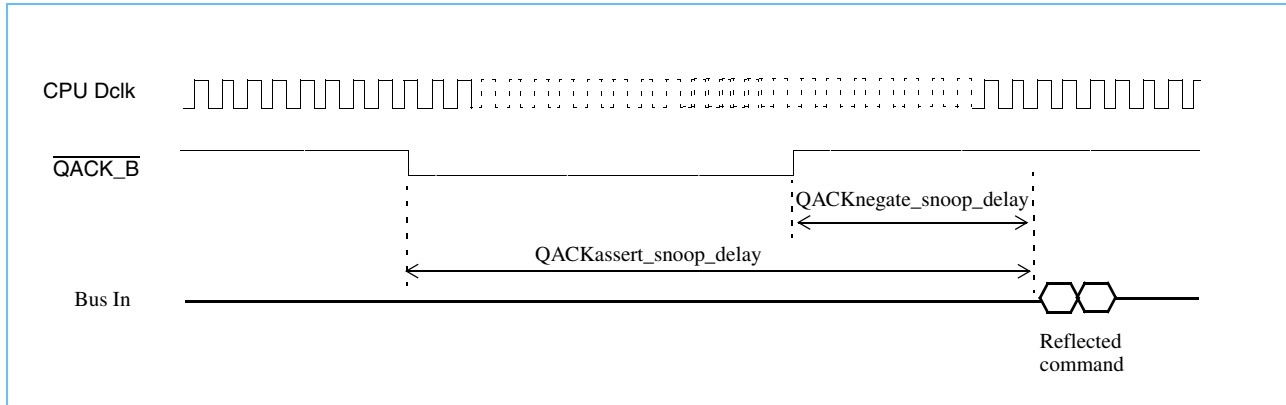 CPU Dclk
QACK_B
QACKnegate_snoop_delay
QACKassert_snoop_delay
Bus In
Reflected
command